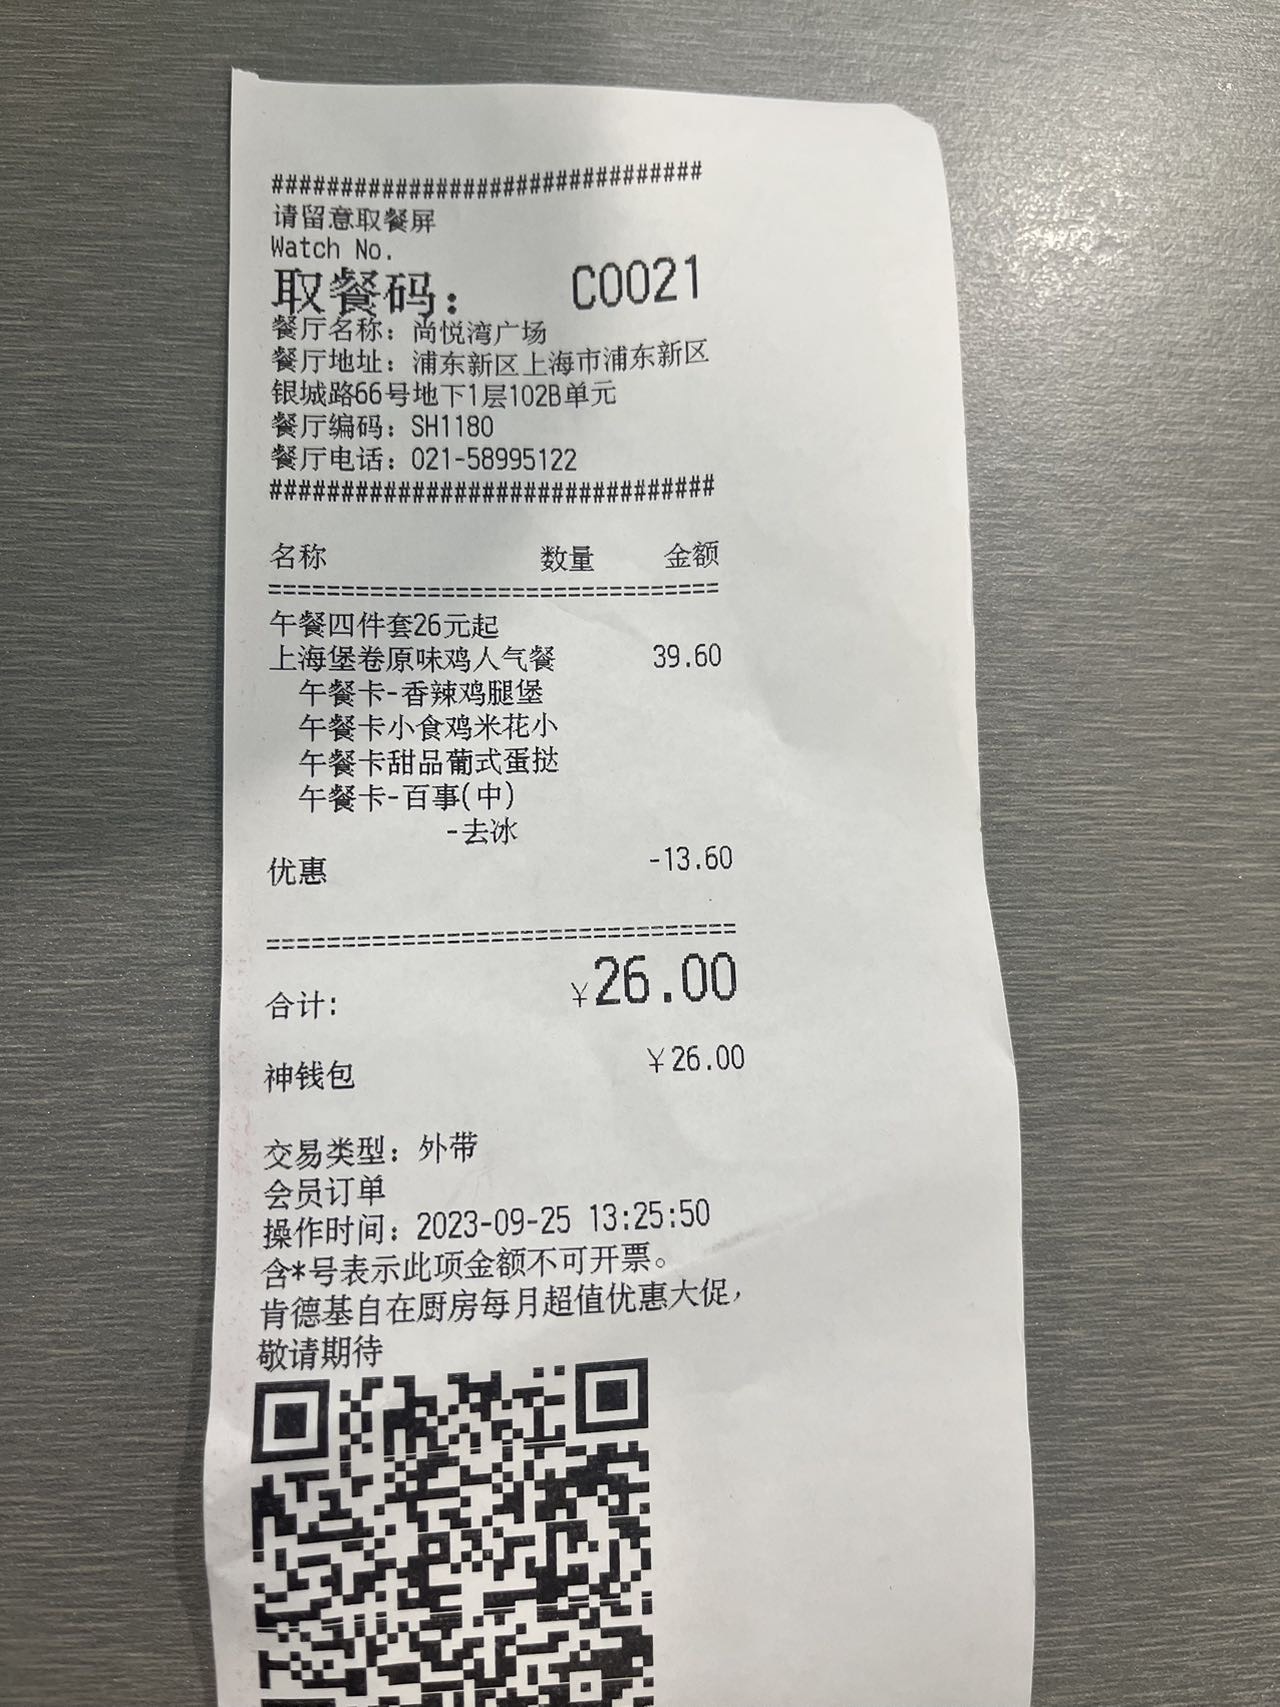 ###############################
请留意取餐屏
Watch No.
取餐码： C0021
餐厅名称：尚悦湾广场
餐厅地址：浦东新区上海市浦东新区
银城路66号地下1层102B单元
餐厅编码：SH1180
餐厅电话：021-58995122
###############################
名称 数量 金额
===============================
午餐四件套26元起
上海堡卷原味鸡人气餐 39.60
午餐卡-香辣鸡腿堡
午餐卡小食鸡米花小
午餐卡甜品葡式蛋挞
午餐卡-百事(中)
-去冰
优惠 -13.60
===============================
合计: ¥26.00
神钱包 ¥26.00
交易类型：外带
会员订单
操作时间：2023-09-25 13:25:50
含*号表示此项金额不可开票。
肯德基自在厨房每月超值优惠大促，
敬请期待